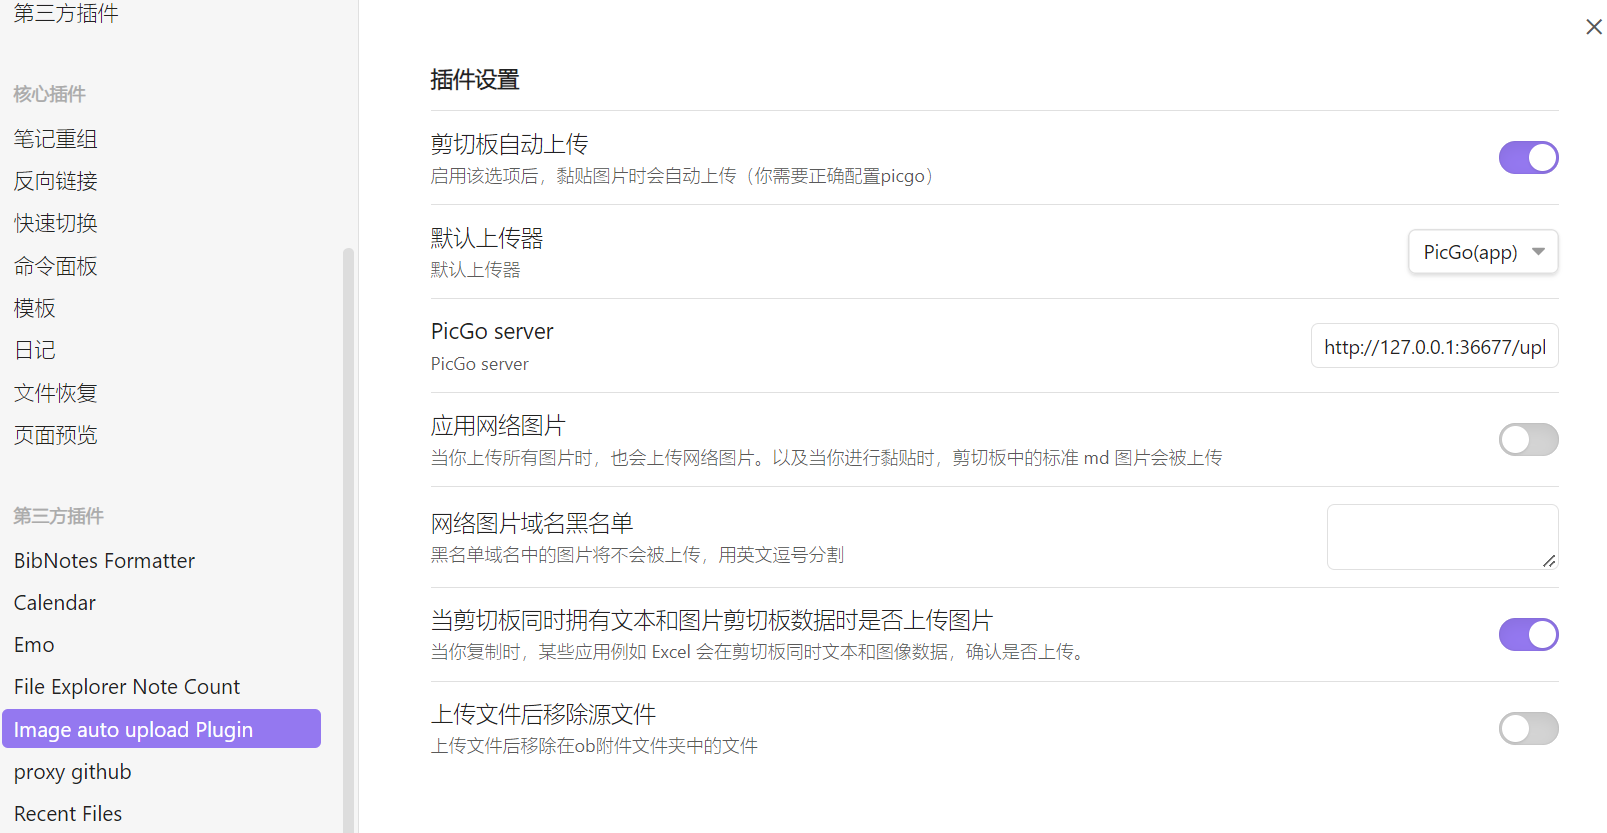 第三方插件
核心插件
笔记重组
反向链接
快速切换
命令面板
模板
日记
文件恢复
页面预览
第三方插件
BibNotes Formatter
Calendar
Emo
File Explorer Note Count
Image auto upload Plugin
proxy github
Recent Files
插件设置
剪切板自动上传
启用该选项后，黏贴图片时会自动上传（你需要正确配置picgo）
默认上传器
默认上传器
PicGo(app)
PicGo server
PicGo server
http://127.0.0.1:36677/upl
应用网络图片
当你上传所有图片时，也会上传网络图片。以及当你进行黏贴时，剪切板中的标准 md 图片会被上传
网络图片域名黑名单
黑名单域名中的图片将不会被上传，用英文逗号分割
当剪切板同时拥有文本和图片剪切板数据时是否上传图片
当你复制时，某些应用例如 Excel 会在剪切板同时文本和图像数据，确认是否上传。
上传文件后移除源文件
上传文件后移除在ob附件文件夹中的文件